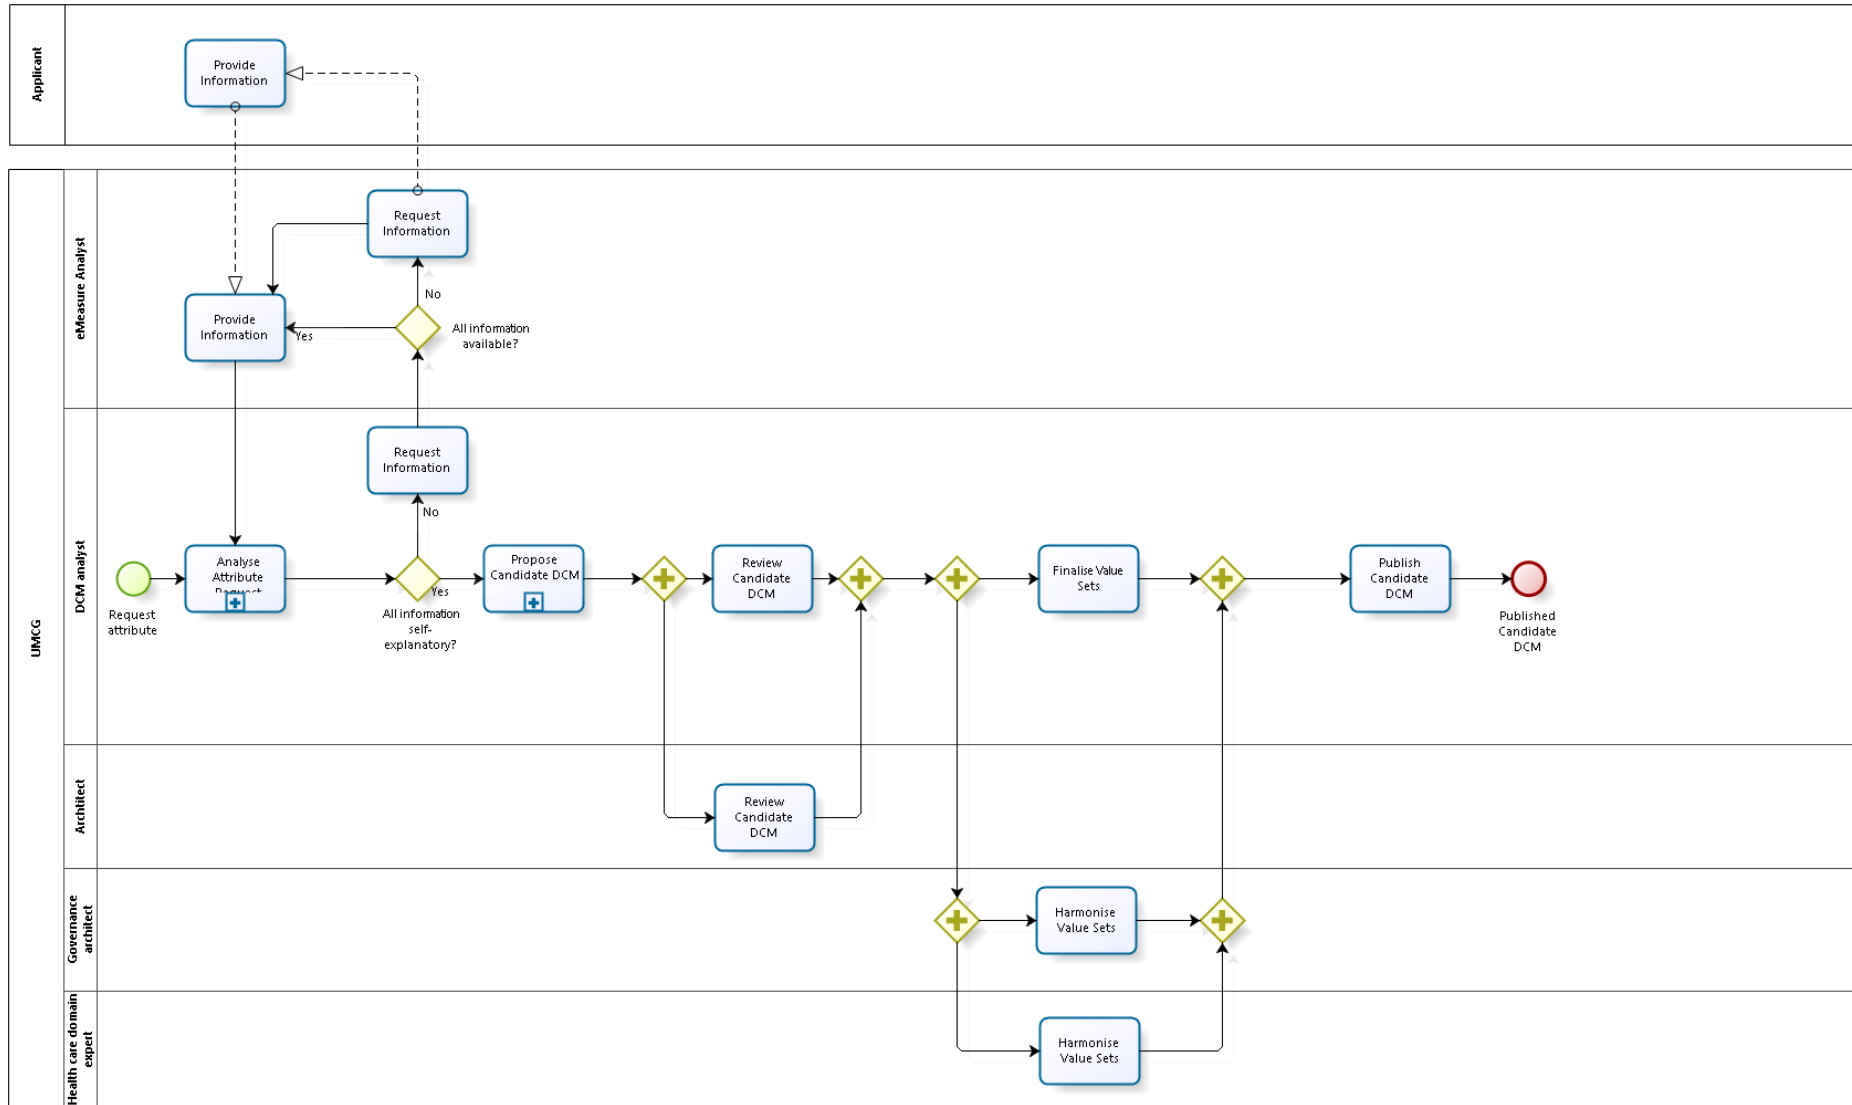 Applicant
Provide
Information
UMCG
eMeasure Analyst
Request
Information
No
Provide
Information
Yes
All information
available?
DCM analyst
Request
Information
No
Request
attribute
Analyse
Attribute
Request
Yes
All information
self-
explanatory?
Propose
Candidate DCM
Review
Candidate
DCM
Finalise Value
Sets
Publish
Candidate
DCM
Published
Candidate
DCM
Archtitect
Review
Candidate
DCM
Governance
architect
Harmonise
Value Sets
Health care domain
expert
Harmonise
Value Sets